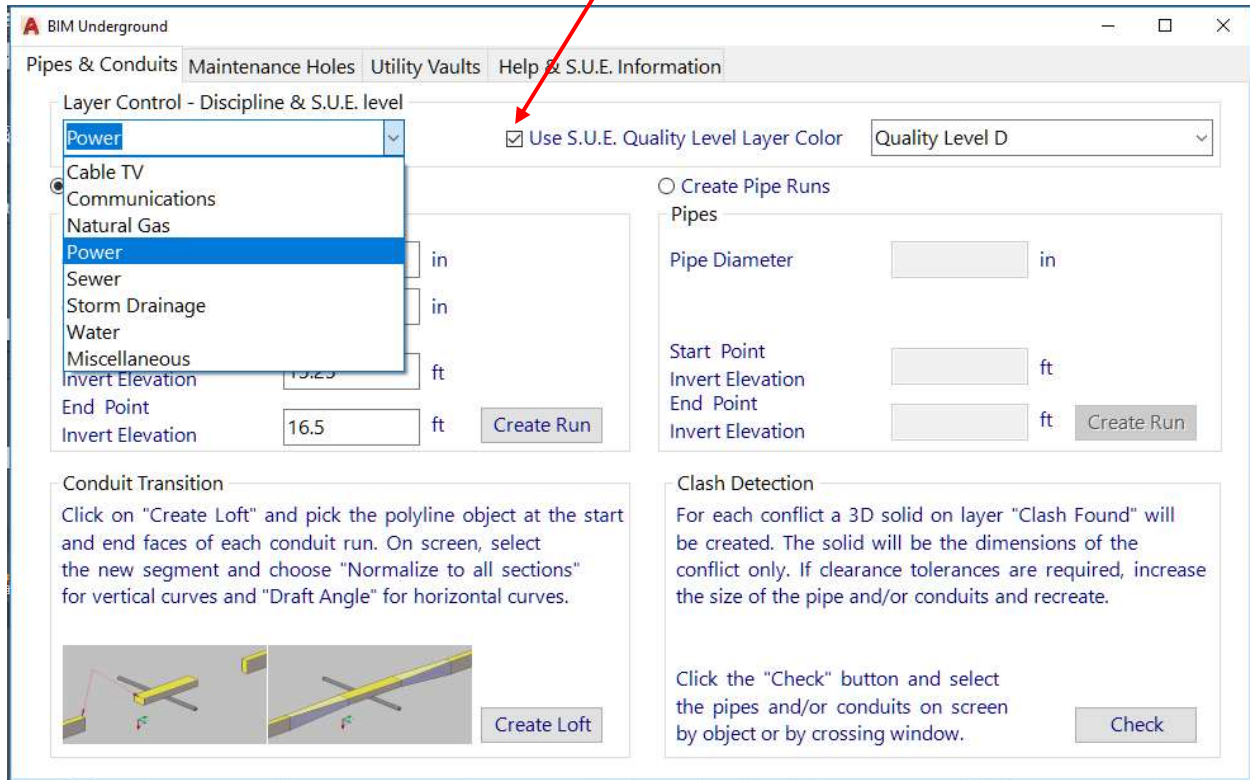 BIM Underground
Pipes & Conduits Maintenance Holes Utility Vaults Help & S.U.E. Information
Layer Control - Discipline & S.U.E. level
Power
Use S.U.E. Quality Level Layer Color
Quality Level D
Cable TV
Communications
Natural Gas
Power
Sewer
Storm Drainage
Water
Miscellaneous
in
in
Invert Elevation
ft
End Point
Invert Elevation
16.5
ft
Create Run
Create Pipe Runs
Pipes
Pipe Diameter
in
Start Point
Invert Elevation
ft
End Point
Invert Elevation
ft
Create Run
Conduit Transition
Click on "Create Loft" and pick the polyline object at the start
and end faces of each conduit run. On screen, select
the new segment and choose "Normalize to all sections"
for vertical curves and "Draft Angle" for horizontal curves.
Create Loft
Clash Detection
For each conflict a 3D solid on layer "Clash Found" will
be created. The solid will be the dimensions of the
conflict only. If clearance tolerances are required, increase
the size of the pipe and/or conduits and recreate.
Click the "Check" button and select
the pipes and/or conduits on screen
by object or by crossing window.
Check